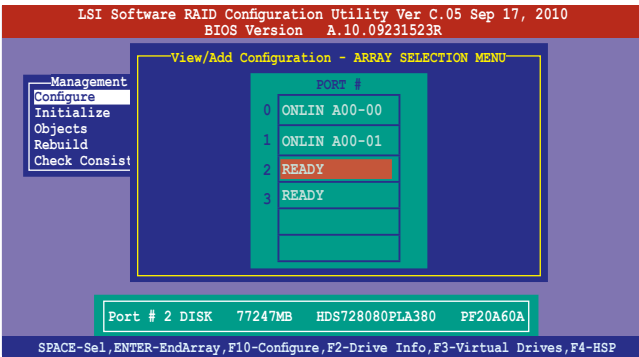 LSI Software RAID Configuration Utility Ver C.05 Sep 17, 2010
BIOS Version A.10.09231523R
View/Add Configuration - ARRAY SELECTION MENU
Management
Configure
Initialize
Objects
Rebuild
Check Consist
PORT #
0 ONLIN A00-00
1 ONLIN A00-01
2 READY
3 READY
Port # 2 DISK 77247MB HDS728080PLA380 PF20A60A
SPACE-Sel,ENTER-EndArray,F10-Configure,F2-Drive Info,F3-Virtual Drives,F4-HSP